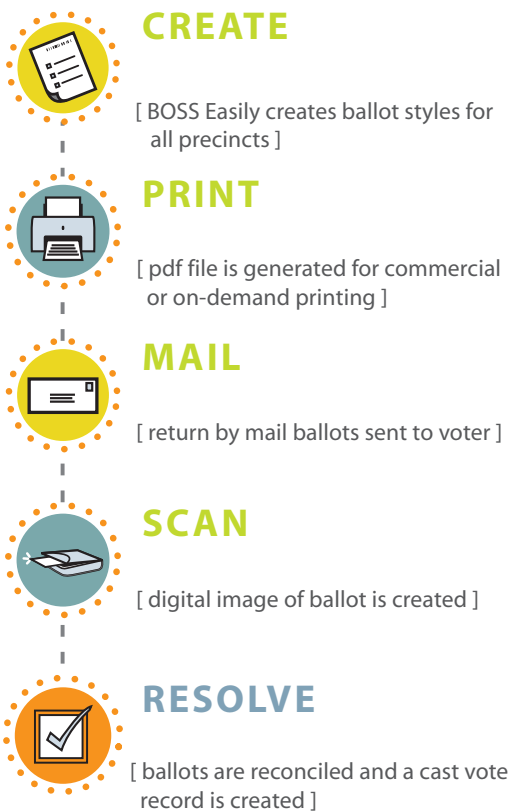 CREATE
[ BOSS Easily creates ballot styles for
all precincts ]
PRINT
[ pdf file is generated for commercial
or on-demand printing ]
MAIL
[ return by mail ballots sent to voter ]
SCAN
[ digital image of ballot is created ]
RESOLVE
[ ballots are reconciled and a cast vote
record is created ]